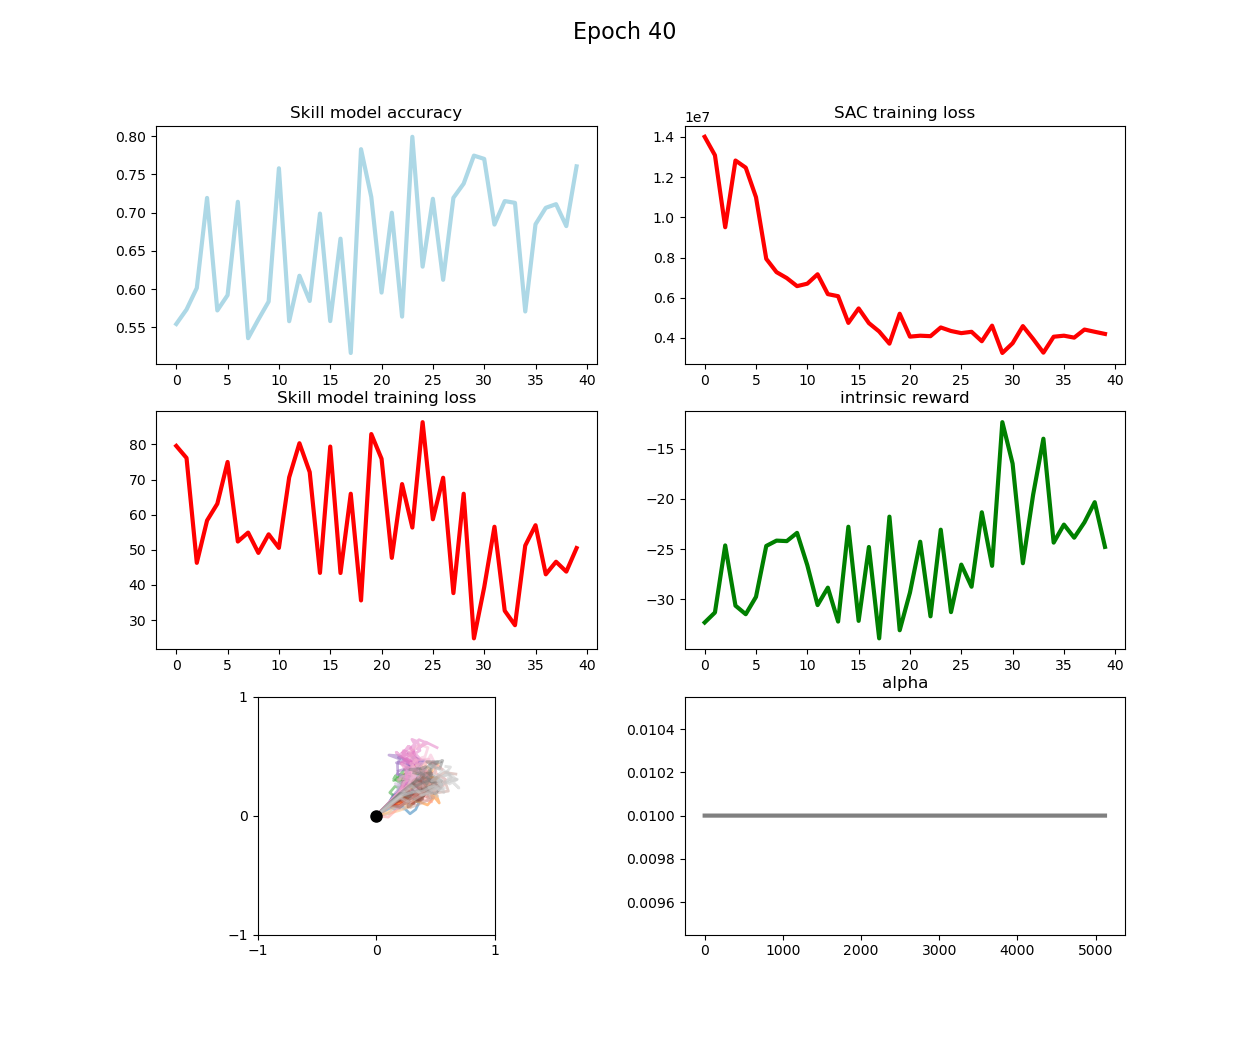 Epoch 40
Skill model accuracy
0.80
0.75
0.70
0.65
0.60
0.55
0 5 10 15 20 25 30 35 40
SAC training loss
1e7
1.4
1.2
1.0
0.8
0.6
0.4
0 5 10 15 20 25 30 35 40
Skill model training loss
80
70
60
50
40
30
0 5 10 15 20 25 30 35 40
intrinsic reward
−15
−20
−25
−30
0 5 10 15 20 25 30 35 40
1
0
−1
−1 0 1
alpha
0.0104
0.0102
0.0100
0.0098
0.0096
0 1000 2000 3000 4000 5000